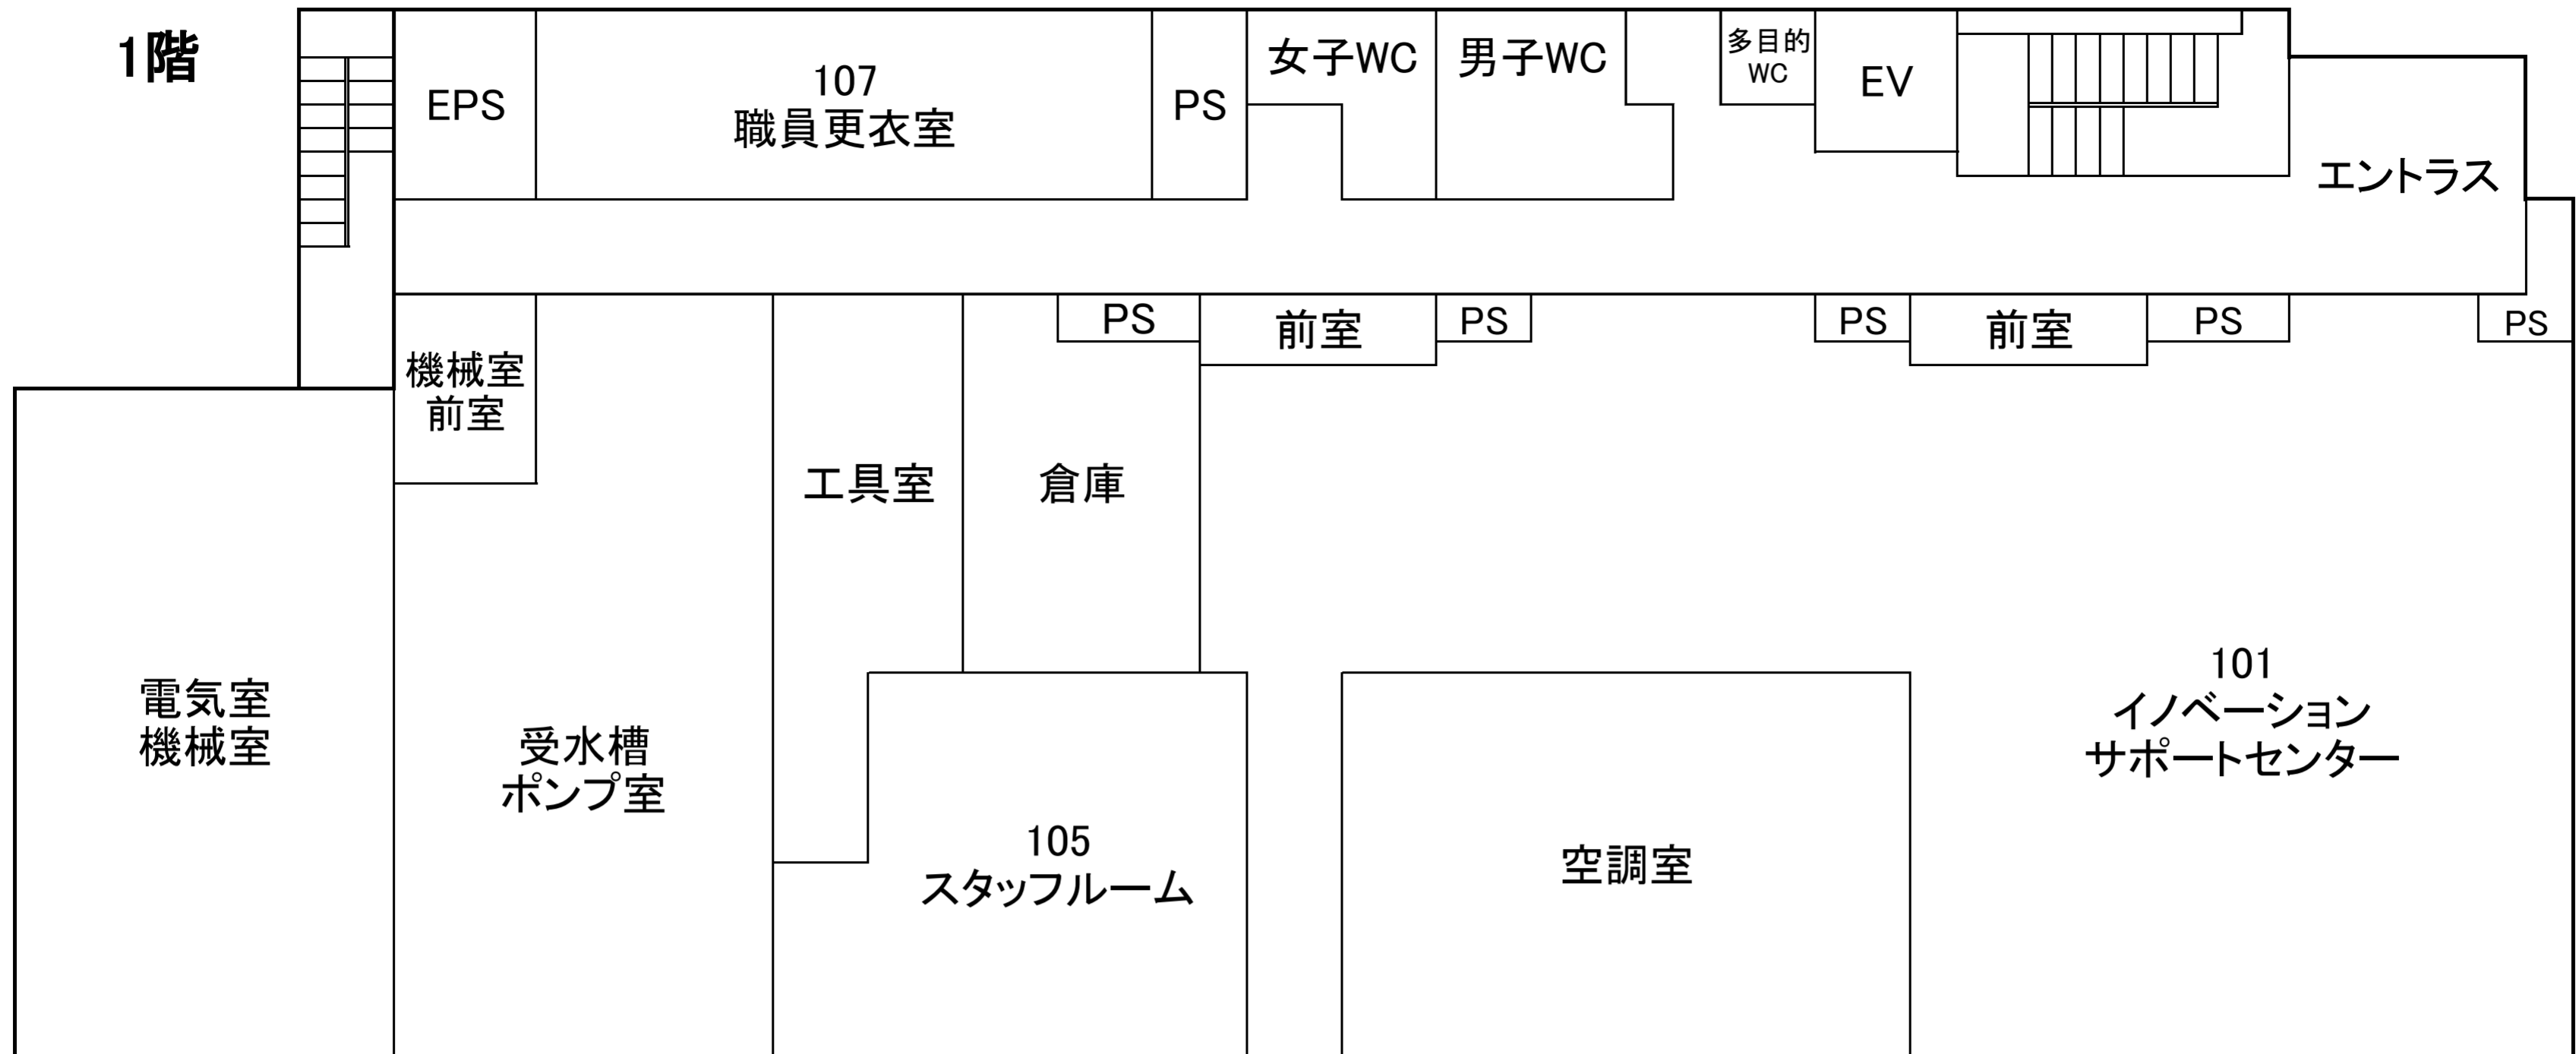 1階
EPS
107
職員更衣室
PS
女子WC
男子WC
多目的
WC
EV
エントラス
機械室
前室
PS
前室
PS
PS
前室
PS
PS
工具室
倉庫
電気室
機械室
受水槽
ポンプ室
105
スタッフルーム
空調室
101
イノベーション
サポートセンター